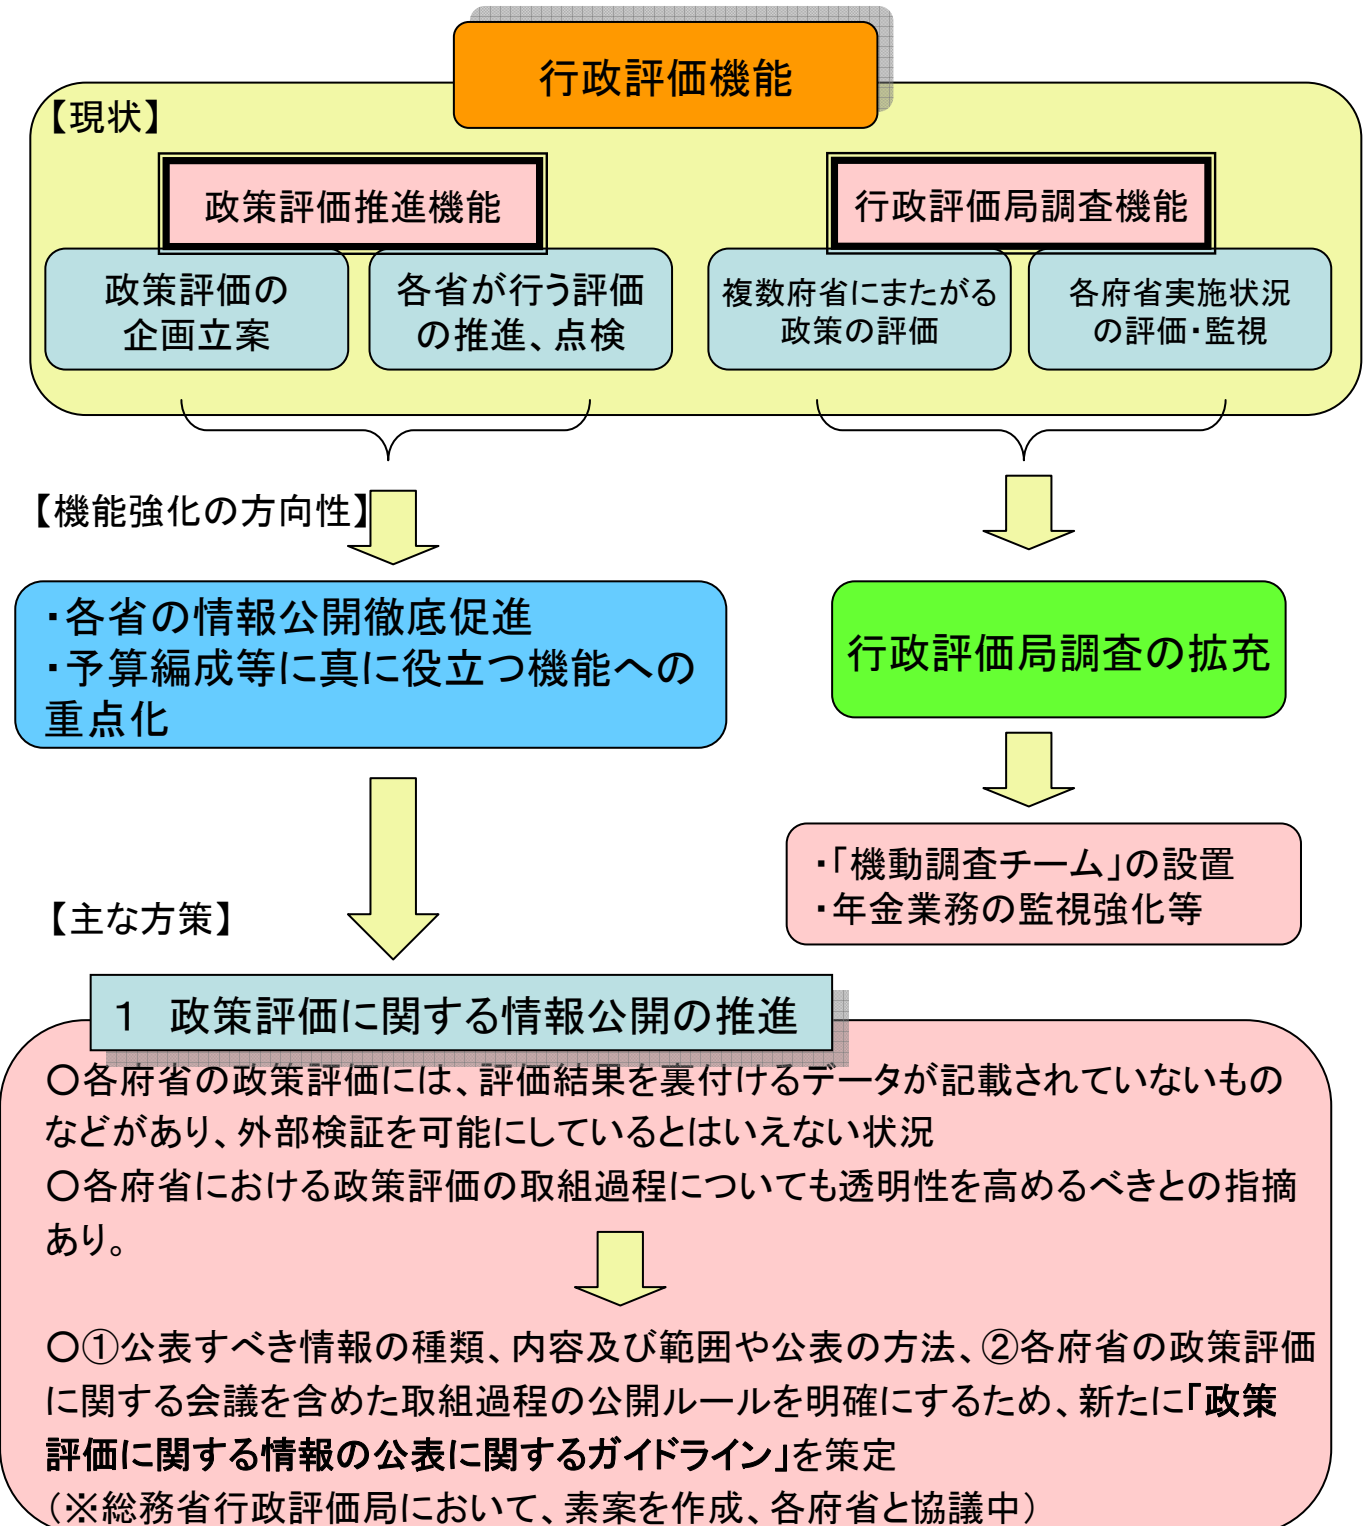 行政評価機能
【現状】
政策評価推進機能
行政評価局調査機能
政策評価の
企画立案
各省が行う評価
の推進、点検
複数府省にまたがる
政策の評価
各府省実施状況
の評価・監視
【機能強化の方向性】
・各省の情報公開徹底促進
・予算編成等に真に役立つ機能への
重点化
行政評価局調査の拡充
・「機動調査チーム」の設置
・年金業務の監視強化等
【主な方策】
１　政策評価に関する情報公開の推進
○各府省の政策評価には、評価結果を裏付けるデータが記載されていないもの
などがあり、外部検証を可能にしているとはいえない状況
○各府省における政策評価の取組過程についても透明性を高めるべきとの指摘
あり。
○①公表すべき情報の種類、内容及び範囲や公表の方法、②各府省の政策評価
に関する会議を含めた取組過程の公開ルールを明確にするため、新たに「政策
評価に関する情報の公表に関するガイドライン」を策定
（※総務省行政評価局において、素案を作成、各府省と協議中）